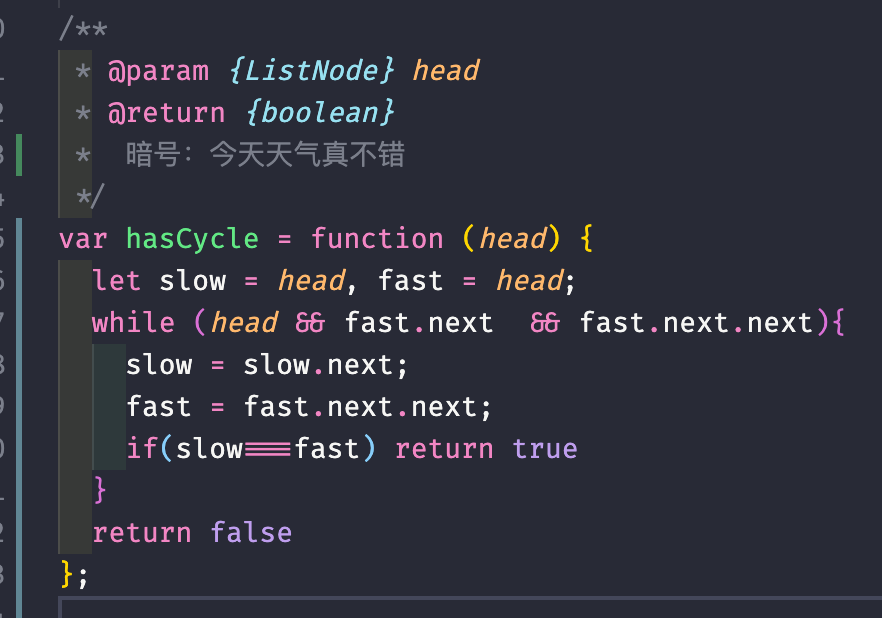 /**
* @param {ListNode} head
* @return {boolean}
* 暗号：今天天气真不错
*/
var hasCycle = function (head) {
let slow = head, fast = head;
while (head && fast.next  && fast.next.next){
slow = slow.next;
fast = fast.next.next;
if(slow===fast) return true
}
return false
};